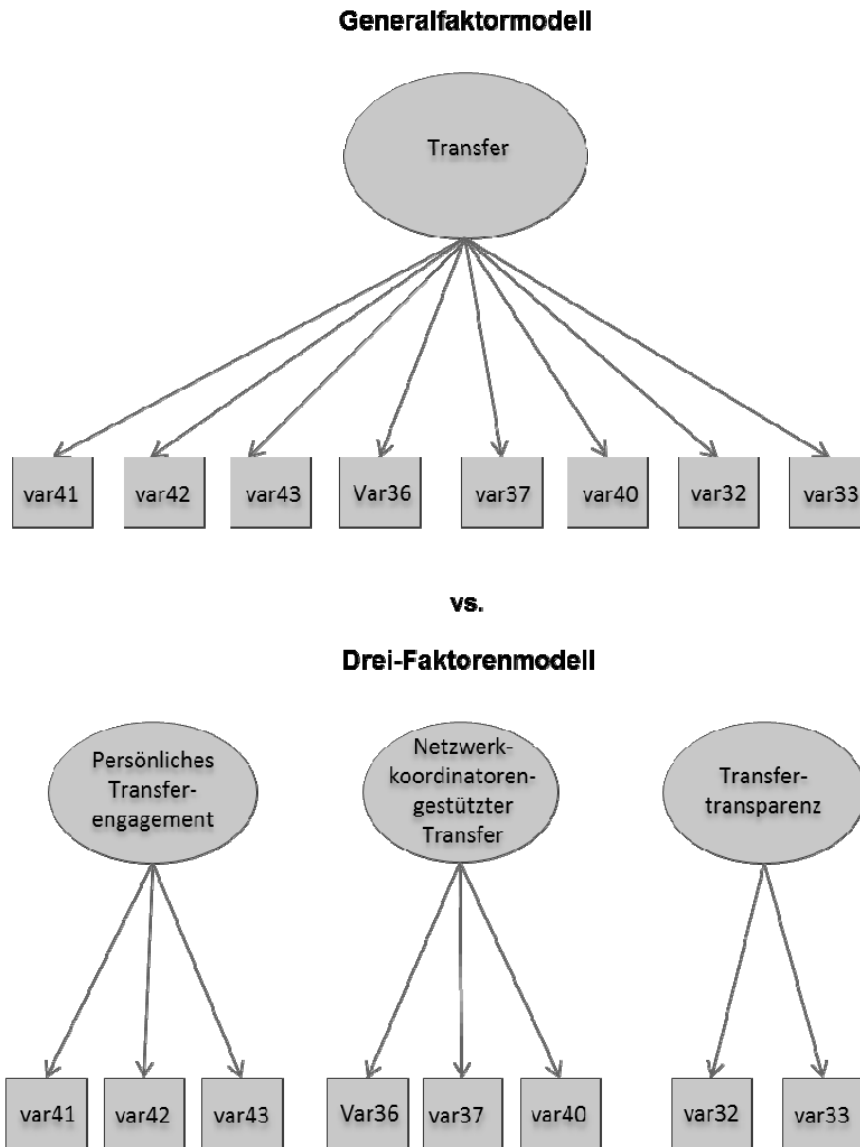 Generalfaktormodell
Transfer
var41 var42 var43 Var36 var37 var40 var32 var33
vs.
Drei-Faktorenmodell
Persönliches
Transfer-
engagement
Netzwerk-
koordinatoren-
gestützter
Transfer
Transfer-
transparenz
var41 var42 var43 Var36 var37 var40 var32 var33